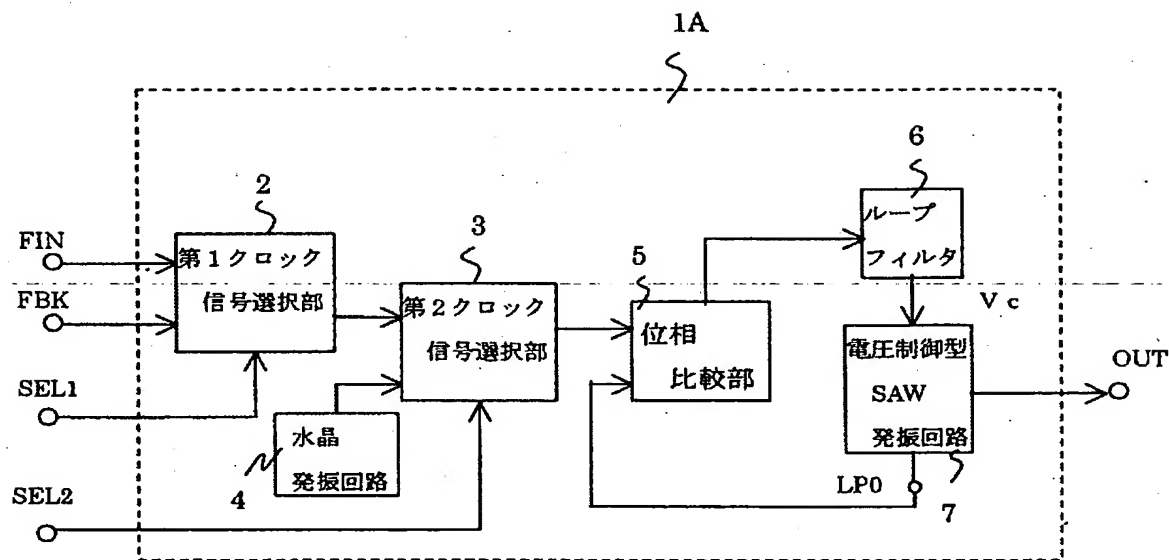 1A
6
ループ
フィルタ
2
3
FIN
第1クロック
信号選択部
5
FBK
第2クロック
信号選択部
Vc
位相
比較部
電圧制御型
SAW
発振回路
OUT
SEL1
水晶
発振回路
4
SEL2
LP0
7